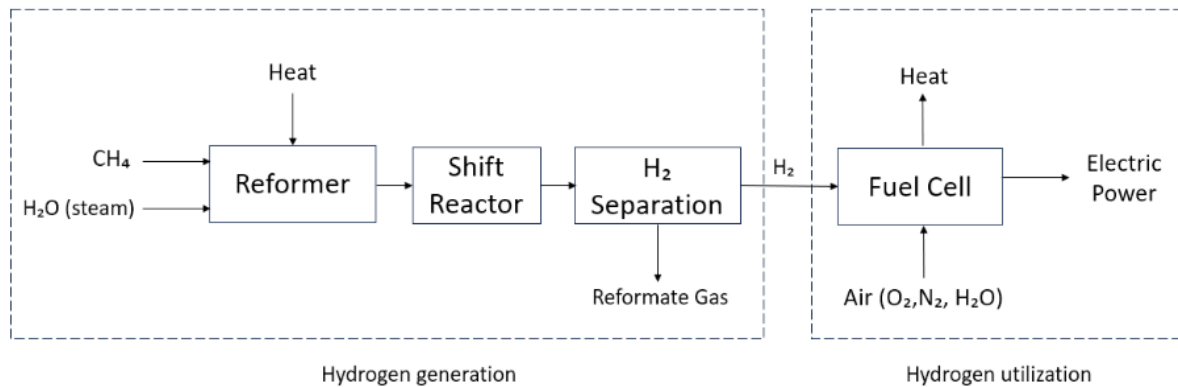 Heat
CH₄
H₂O (steam)
Reformer
Shift
Reactor
H₂
Separation
Reformate Gas
H₂
Heat
Fuel Cell
Electric
Power
Air (O₂,N₂, H₂O)
Hydrogen generation
Hydrogen utilization